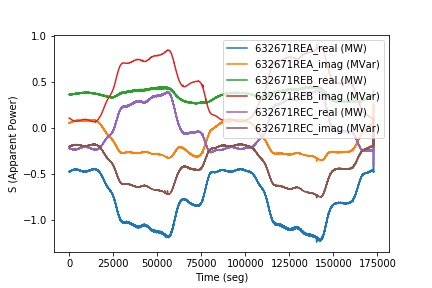 1.0
0.5
0.0
−0.5
−1.0
S (Apparent Power)
632671REA_real (MW)
632671REA_imag (MVar)
632671REB_real (MW)
632671REB_imag (MVar)
632671REC_real (MW)
632671REC_imag (MVar)
0 25000 50000 75000 100000 125000 150000 175000
Time (seg)